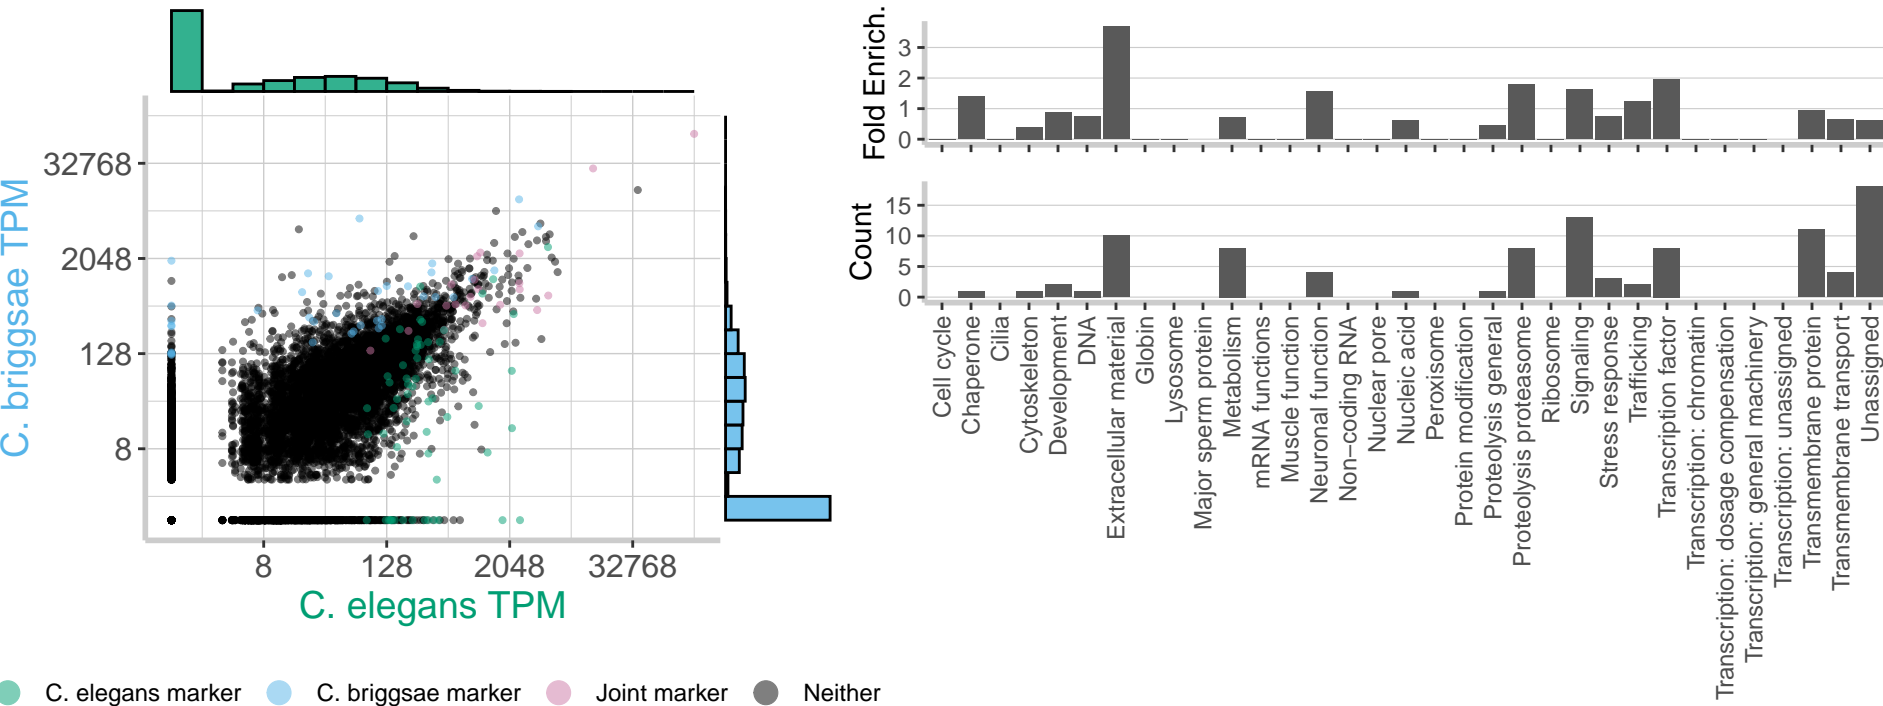 C. briggsae TPM
32768
2048
128
8
8
128
2048
32768
C. elegans TPM
C. elegans marker
C. briggsae marker
Joint marker
Neither
Fold Enrich.
3
2
1
0
Count
15
10
5
0
Cell cycle
Chaperone
Cilia
Cytoskeleton
Development
DNA
Extracellular material
Globin
Lysosome
Major sperm protein
Metabolism
mRNA functions
Muscle function
Neuronal function
Non−coding RNA
Nuclear pore
Nucleic acid
Peroxisome
Protein modification
Proteolysis general
Proteolysis proteasome
Ribosome
Signaling
Stress response
Trafficking
Transcription factor
Transcription: chromatin
Transcription: dosage compensation
Transcription: general machinery
Transcription: unassigned
Transmembrane protein
Transmembrane transport
Unassigned